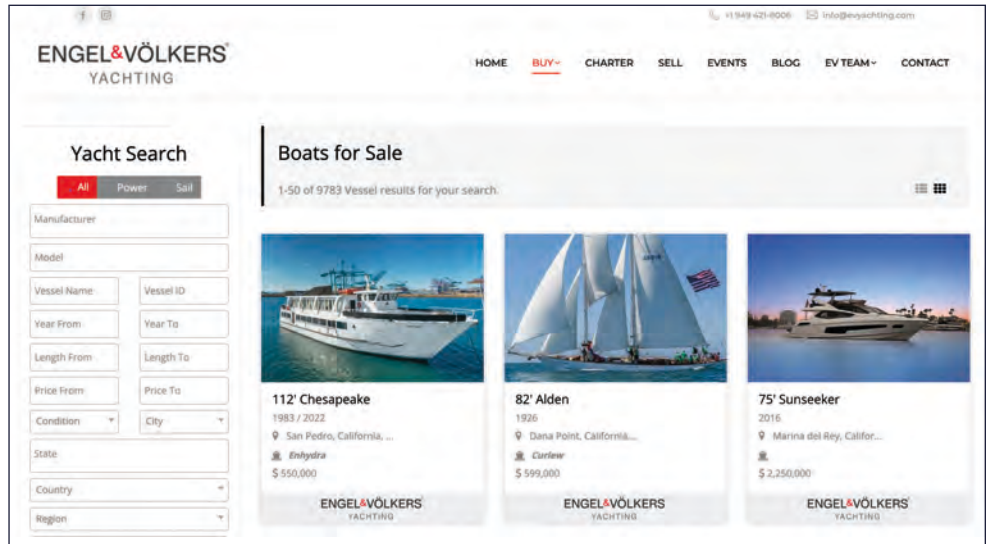 f
+1 949-421-8006 info@evyachting.com
ENGEL&VÖLKERS
YACHTING
HOME BUY CHARTER SELL EVENTS BLOG EV TEAM CONTACT
Yacht Search
All Power Sail
Manufacturer
Model
Vessel Name Vessel ID
Year From Year To
Length From Length To
Price From Price To
Condition City
State
Country
Region
Boats for Sale
1-50 of 9783 Vessel results for your search.
112' Chesapeake
1983 / 2022
San Pedro, California, ...
Enhydra
$ 550,000
ENGEL&VÖLKERS
YACHTING
82' Alden
1926
Dana Point, California...
Curlew
$ 599,000
ENGEL&VÖLKERS
YACHTING
75' Sunseeker
2016
Marina del Rey, Califor...
$ 2,250,000
ENGEL&VÖLKERS
YACHTING